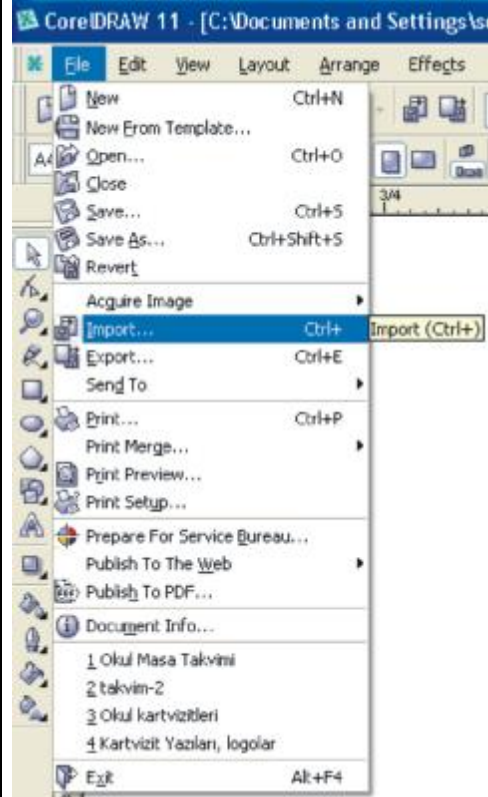 CorelDRAW 11 - [C:\Documents and Settings\s
File Edit View Layout Arrange Effects
New Ctrl+N
New From Template...
A4 Open... Ctrl+O
Close
Save... Ctrl+S
3/4
Save As... Ctrl+Shift+S
Revert
Acquire Image
Import... Ctrl+ Import (Ctrl+)
Export... Ctrl+E
Send To
Print... Ctrl+P
Print Merge...
Print Preview...
Print Setup...
Prepare For Service Bureau...
Publish To The Web
Publish To PDF...
Document Info...
1 Okul Masa Takvimi
2 takvim-2
3 Okul kartvizitleri
4 Kartvizit Yazıları, logolar
Exit Alt+F4